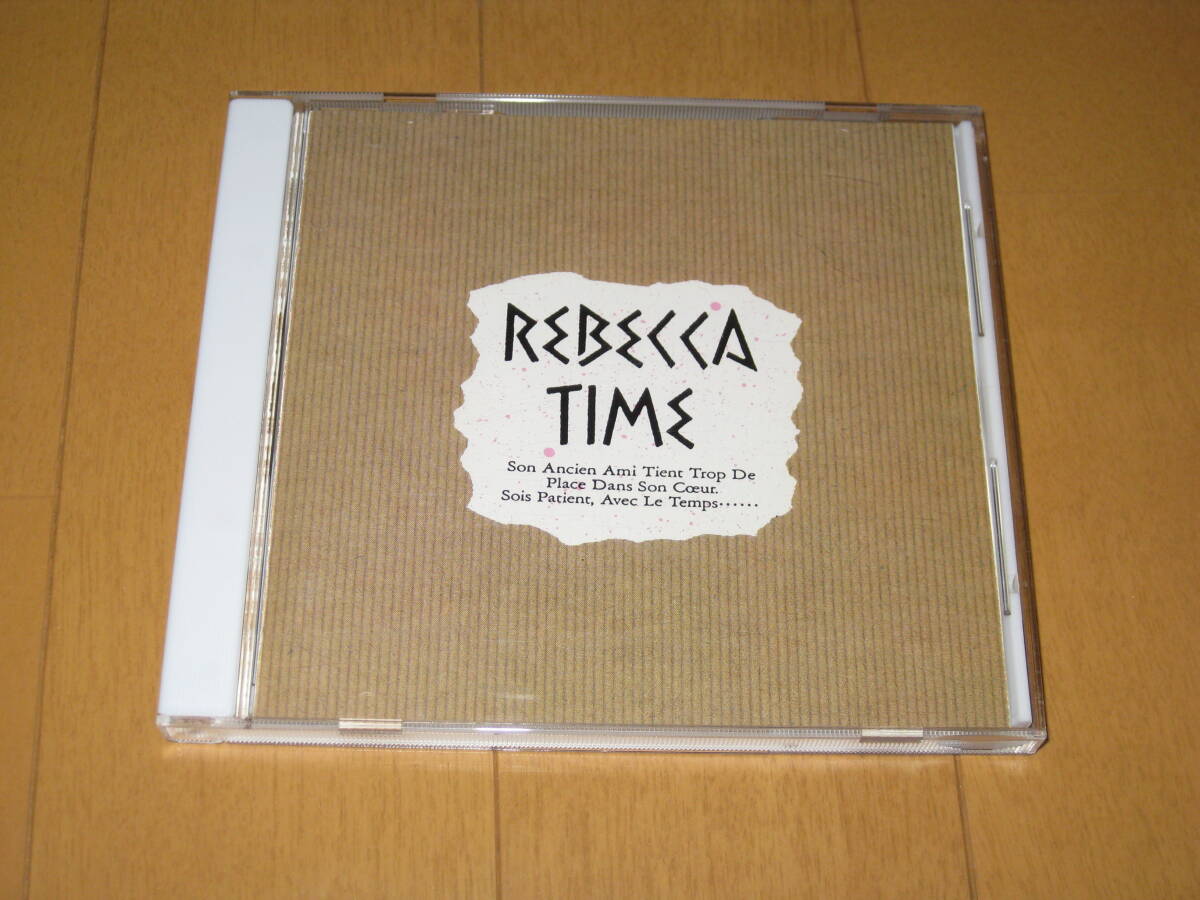 REBECCA
TIME
Son Ancien Ami Tient Trop De
Place Dans Son Cœur.
Sois Patient, Avec Le Temps······